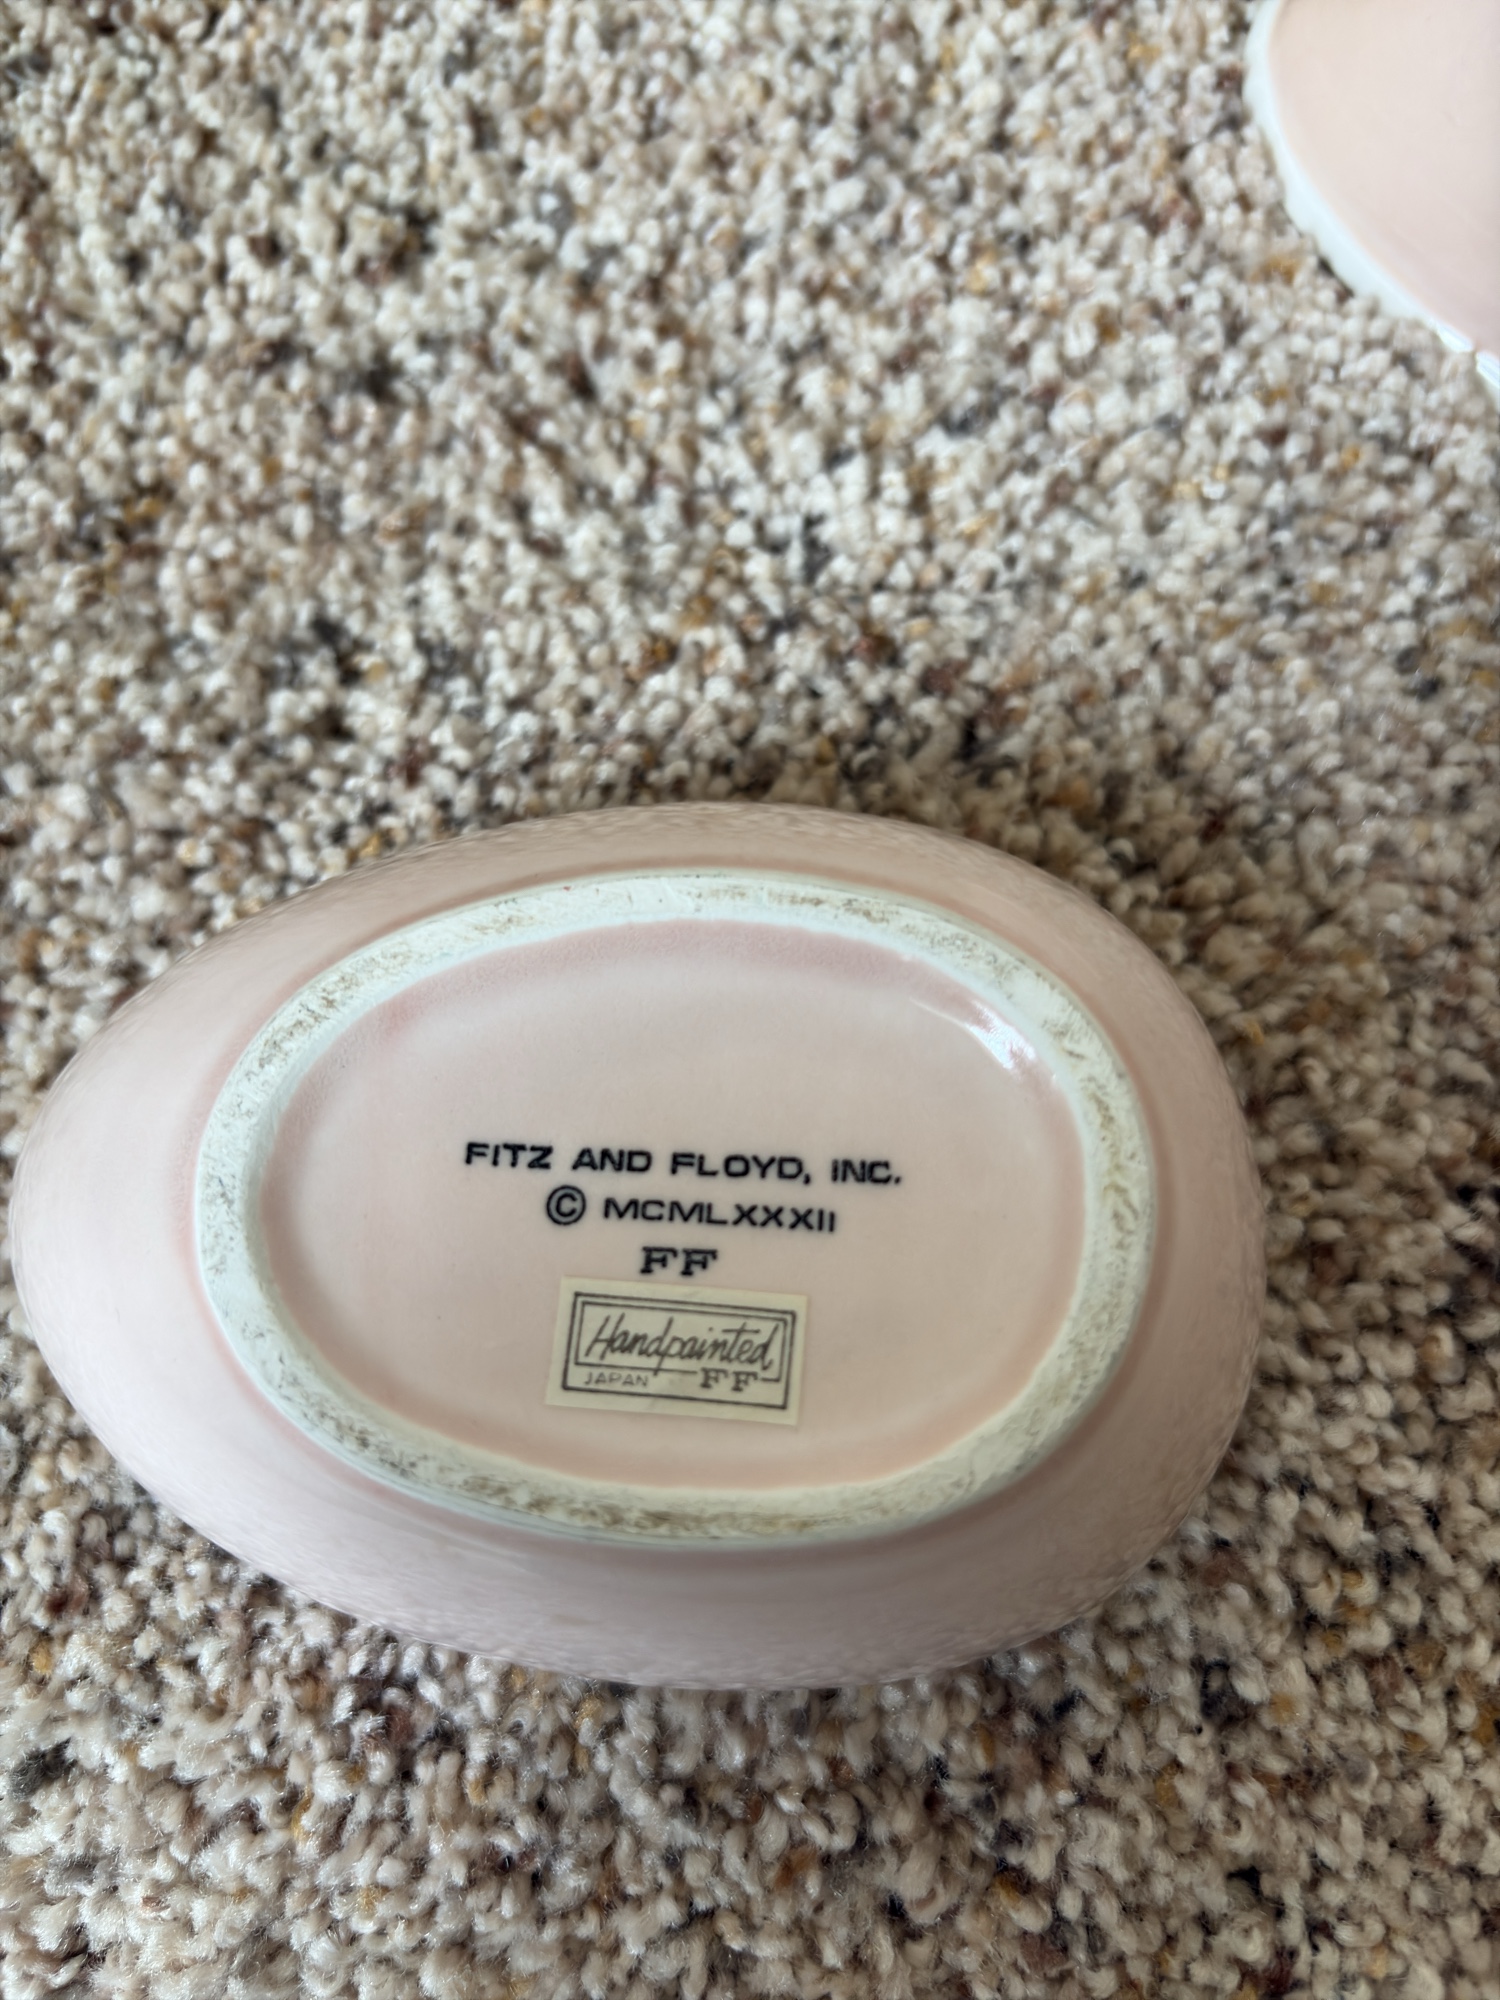 FITZ AND FLOYD, INC.
© MCMLXXXII
FF
Handpainted
JAPAN FF